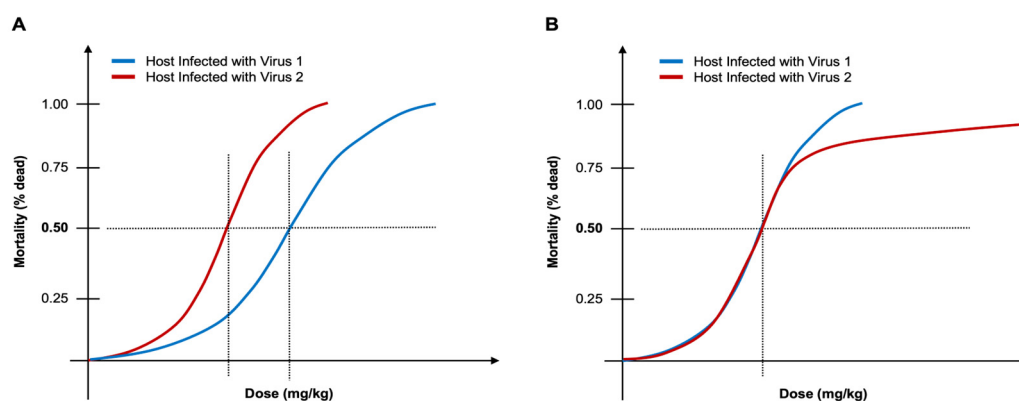 A
Host Infected with Virus 1
Host Infected with Virus 2
1.00
0.75
0.50
0.25
Mortality (% dead)
Dose (mg/kg)
B
Host Infected with Virus 1
Host Infected with Virus 2
1.00
0.75
0.50
0.25
Mortality (% dead)
Dose (mg/kg)